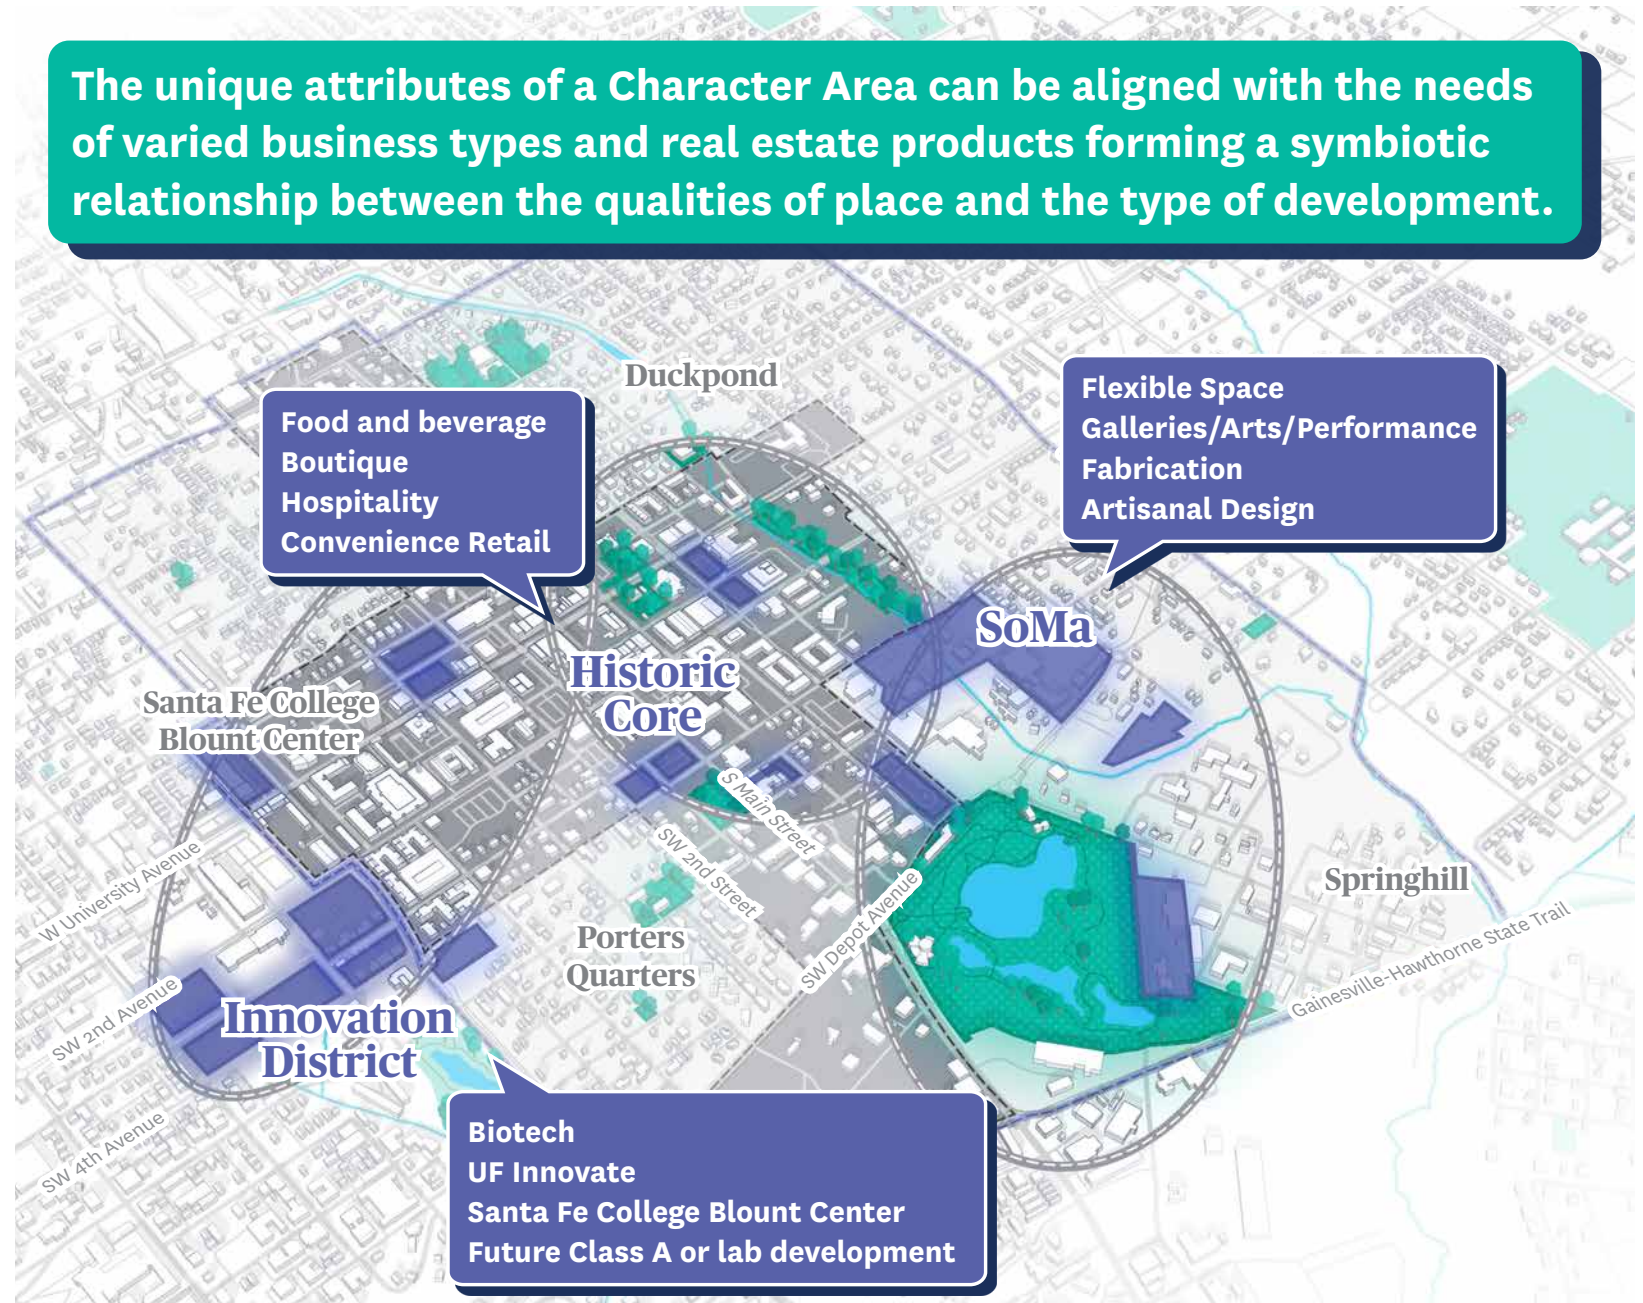 The unique attributes of a Character Area can be aligned with the needs
of varied business types and real estate products forming a symbiotic
relationship between the qualities of place and the type of development.
Duckpond
Food and beverage
Boutique
Hospitality
Convenience Retail
Flexible Space
Galleries/Arts/Performance
Fabrication
Artisanal Design
SoMa
Historic
Core
Santa Fe College
Blount Center
S Main Street
SW 2nd Street
W University Avenue
SW Depot Avenue
Springhill
Gainesville-Hawthorne State Trail
Porters
Quarters
SW 2nd Avenue
Innovation
District
SW 4th Avenue
Biotech
UF Innovate
Santa Fe College Blount Center
Future Class A or lab development